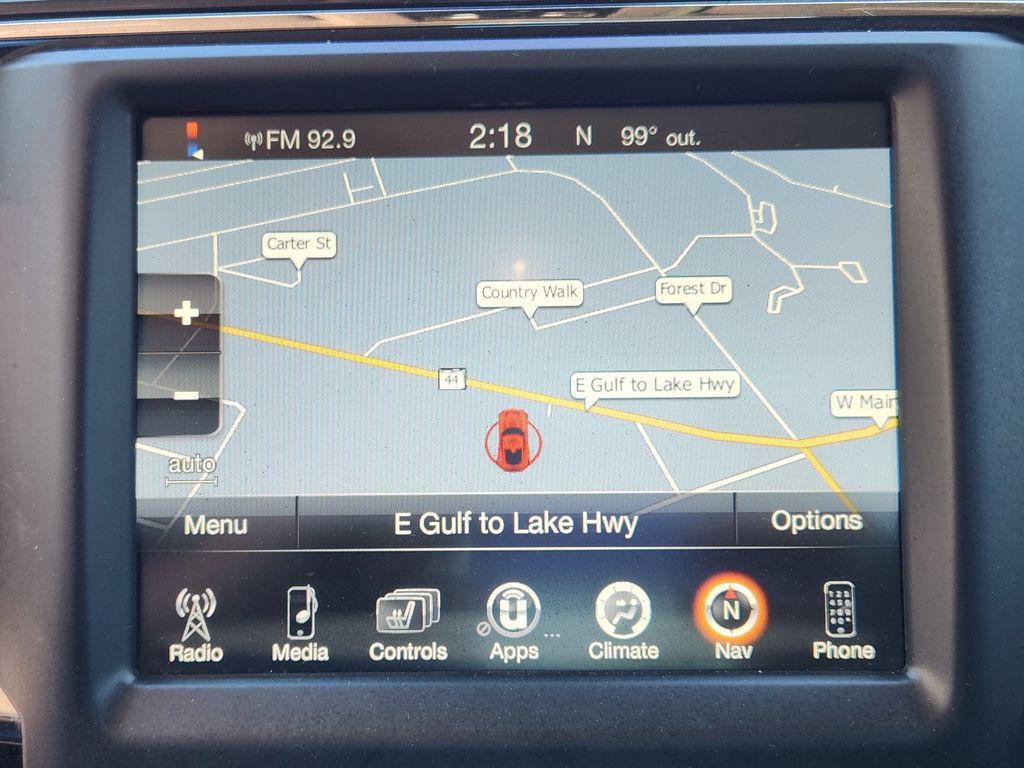 FM 92.9 2:18 N 99° out.
Carter St
+
Country Walk
Forest Dr
44
E Gulf to Lake Hwy
W Main
-
auto
Menu E Gulf to Lake Hwy Options
u N
Radio Media Controls Apps Climate Nav Phone